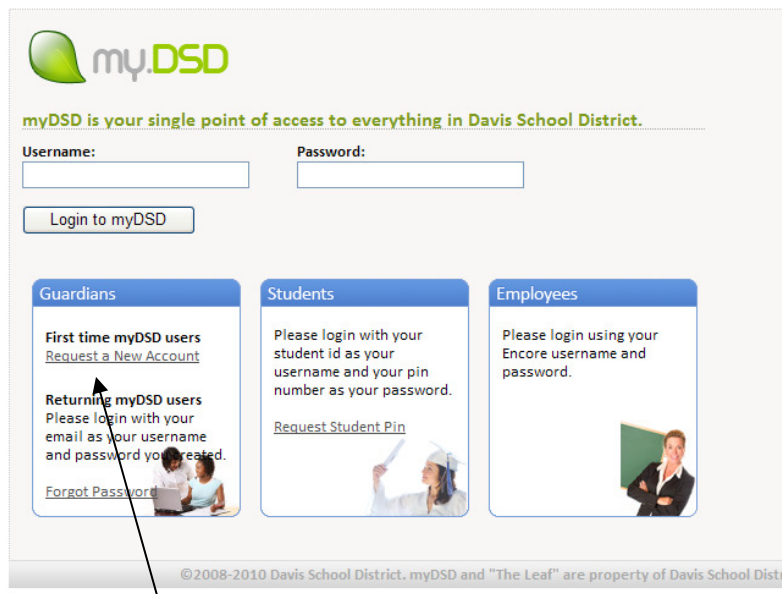 my.DSD
myDSD is your single point of access to everything in Davis School District.
Username:
Password:
Login to myDSD
Guardians
First time myDSD users
Request a New Account
Returning myDSD users
Please login with your
email as your username
and password you created.
Forgot Password
Students
Please login with your
student id as your
username and your pin
number as your password.
Request Student Pin
Employees
Please login using your
Encore username and
password.
©2008-2010 Davis School District. myDSD and "The Leaf" are property of Davis School Distr